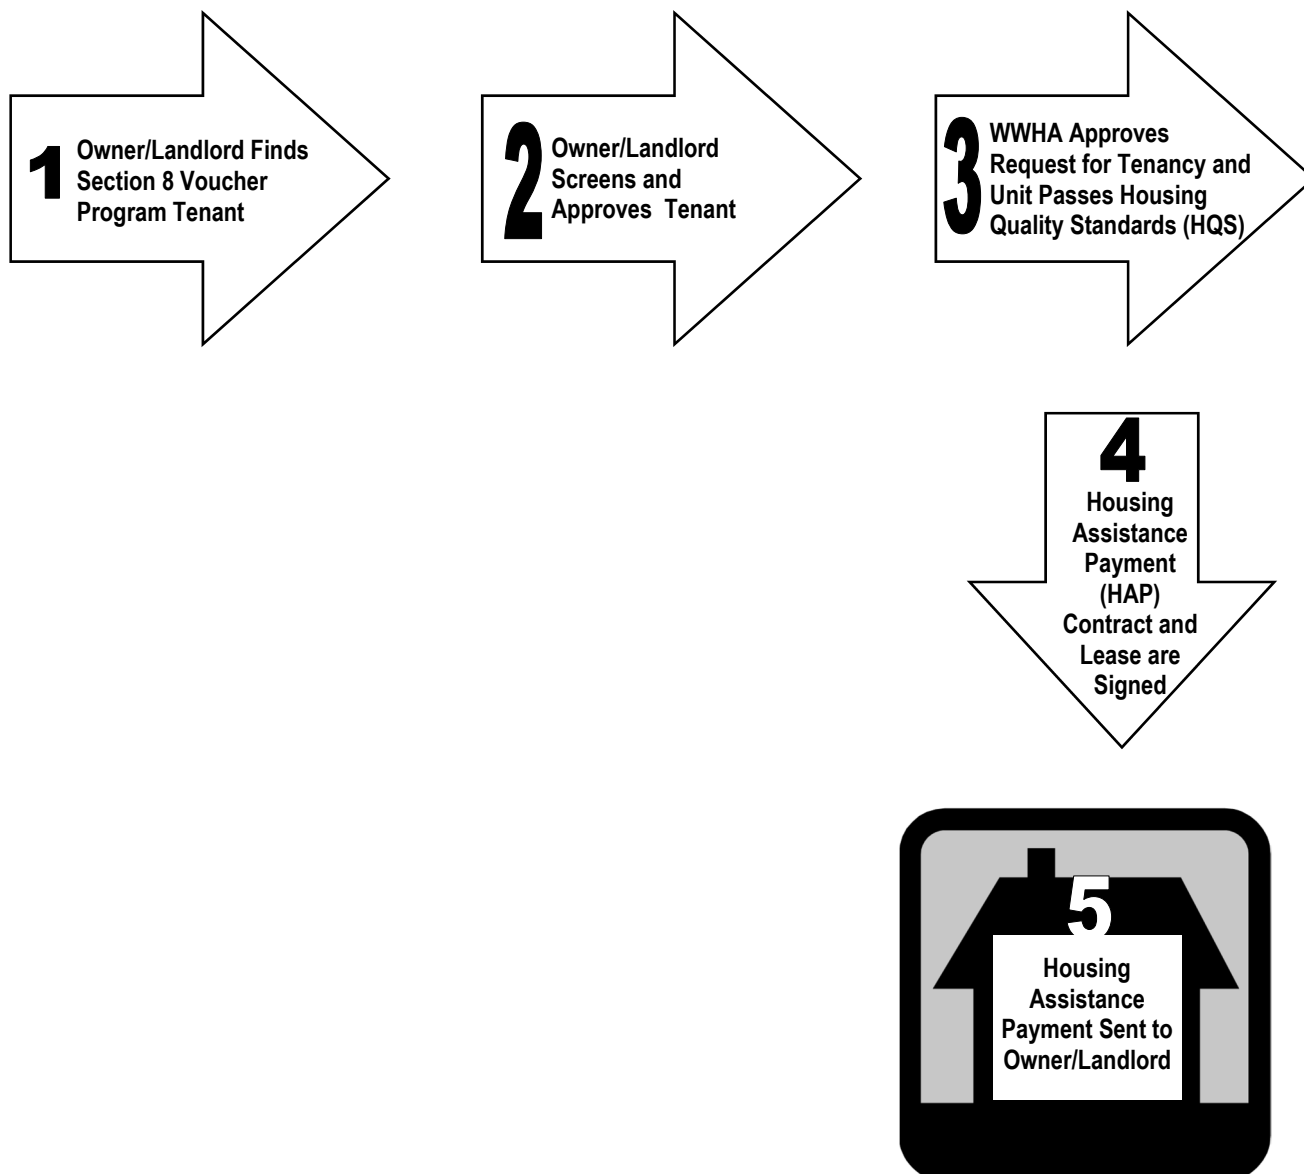 1
Owner/Landlord Finds
Section 8 Voucher
Program Tenant
2
Owner/Landlord
Screens and
Approves Tenant
3
WWHA Approves
Request for Tenancy and
Unit Passes Housing
Quality Standards (HQS)
4
Housing
Assistance
Payment
(HAP)
Contract and
Lease are
Signed
5
Housing
Assistance
Payment Sent to
Owner/Landlord